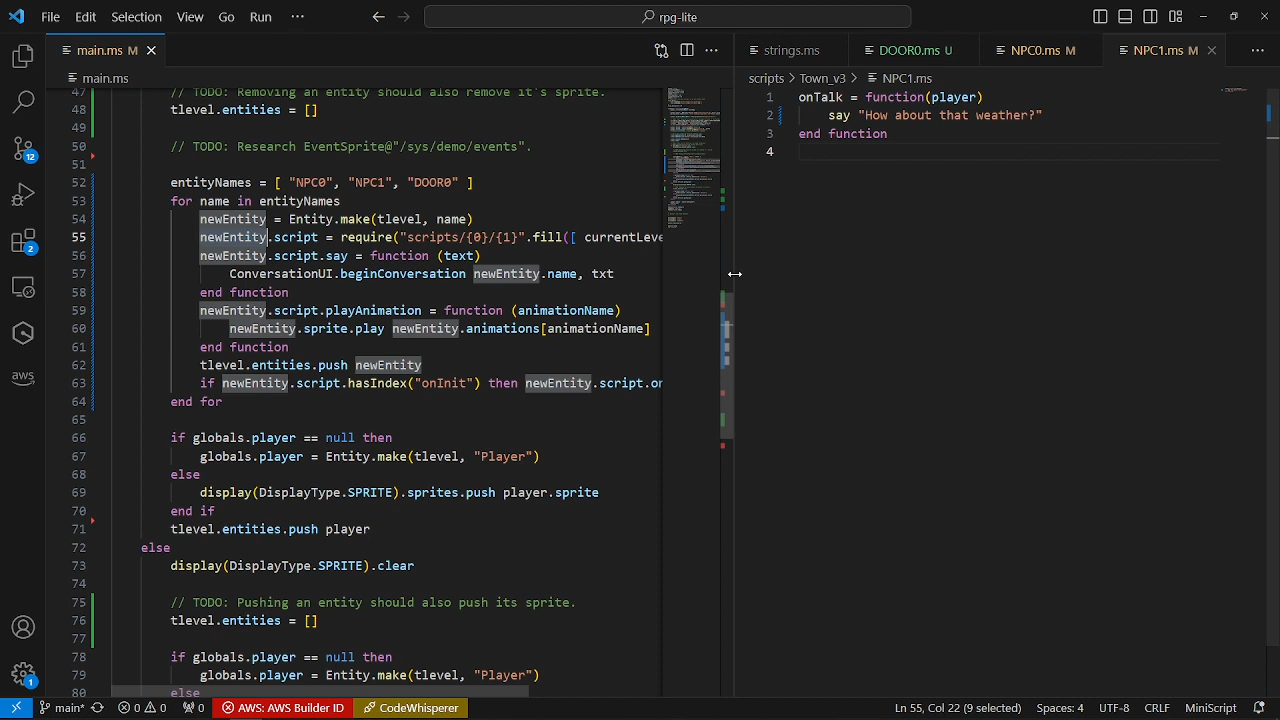 File Edit Selection View Go Run ··· rpg-lite
main.ms M
strings.ms DOOR0.ms U NPC0.ms M NPC1.ms M
main.ms
scripts > Town_v3 > NPC1.ms
47 // TODO: Removing an entity should also remove it's sprite.
48 tlevel.entities = []
49
50 // TODO: Research EventSprite@"/sys/demo/events".
51
52 entityNames = [ "NPC0", "NPC1", "DOOR0" ]
53 for name in entityNames
54 newEntity = Entity.make(tlevel, name)
55 newEntity.script = require("scripts/{0}/{1}".fill([ currentLeve
56 newEntity.script.say = function (text)
57 ConversationUI.beginConversation newEntity.name, txt
58 end function
59 newEntity.script.playAnimation = function (animationName)
60 newEntity.sprite.play newEntity.animations[animationName]
61 end function
62 tlevel.entities.push newEntity
63 if newEntity.script.hasIndex("onInit") then newEntity.script.on
64 end for
65
66 if globals.player == null then
67 globals.player = Entity.make(tlevel, "Player")
68 else
69 display(DisplayType.SPRITE).sprites.push player.sprite
70 end if
71 tlevel.entities.push player
72 else
73 display(DisplayType.SPRITE).clear
74
75 // TODO: Pushing an entity should also push its sprite.
76 tlevel.entities = []
77
78 if globals.player == null then
79 globals.player = Entity.make(tlevel, "Player")
80 else
1 onTalk = function(player)
2 say "How about that weather?"
3 end function
4
12
2
aws
1
main* 0 0 0 AWS: AWS Builder ID CodeWhisperer Ln 55, Col 22 (9 selected) Spaces: 4 UTF-8 CRLF MiniScript